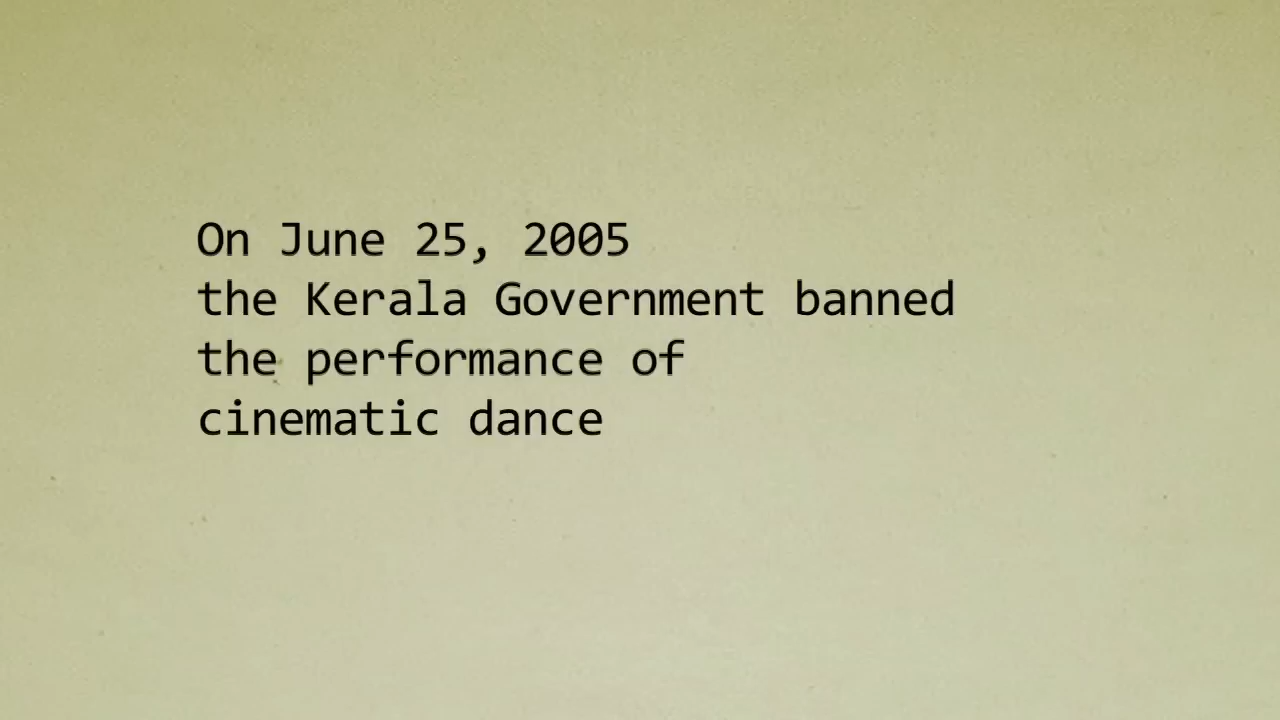 On June 25, 2005
the Kerala Government banned
the performance of
cinematic dance